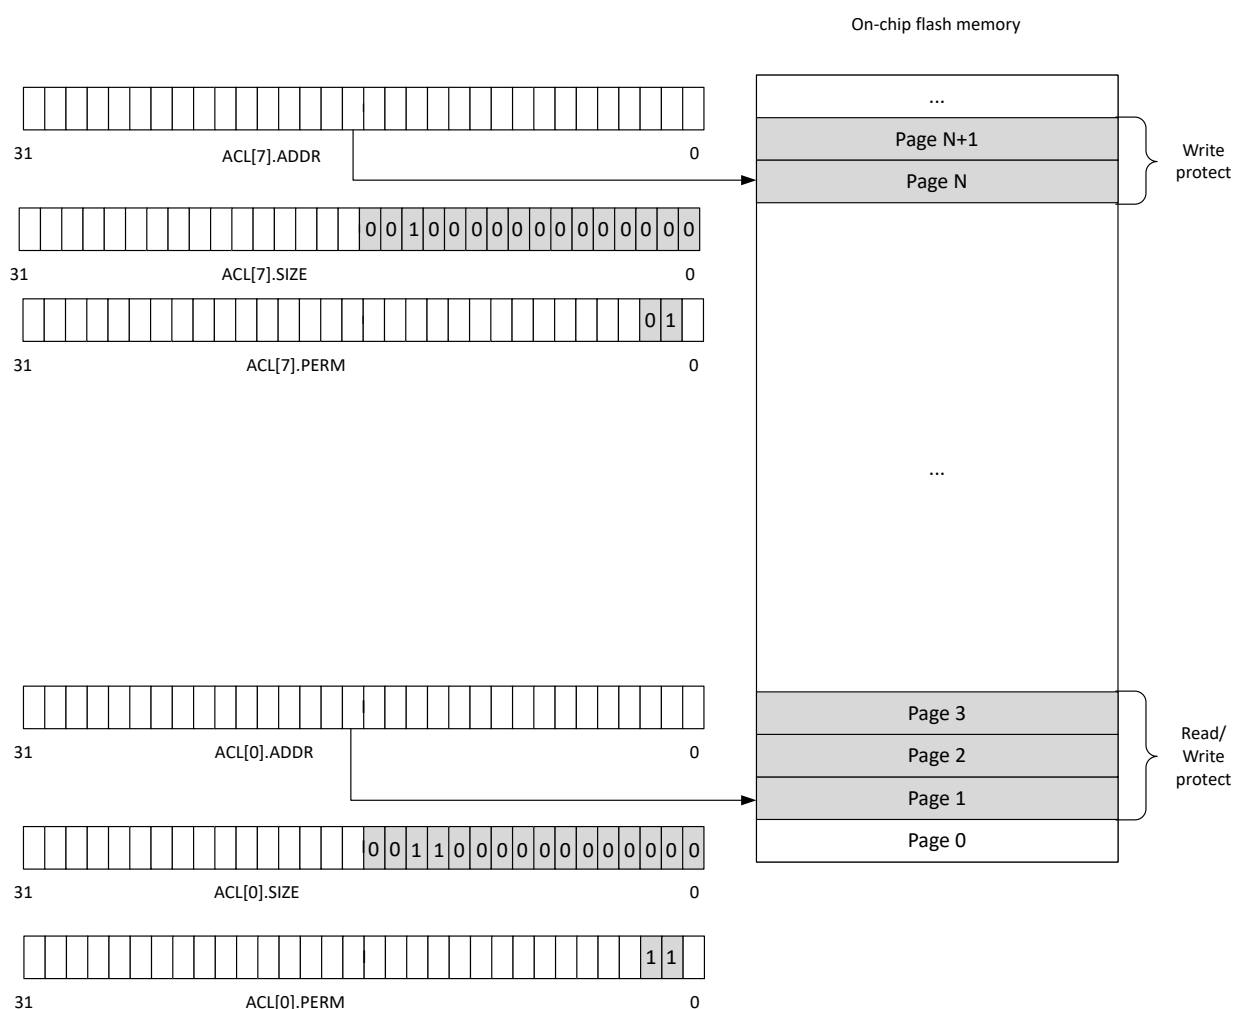 On-chip flash memory
...
Page N+1
Page N
Write
protect
31 ACL[7].ADDR 0
0 0 1 0 0 0 0 0 0 0 0 0 0 0 0 0
31 ACL[7].SIZE 0
0 1
31 ACL[7].PERM 0
...
Page 3
Page 2
Page 1
Page 0
Read/
Write
protect
31 ACL[0].ADDR 0
0 0 1 1 0 0 0 0 0 0 0 0 0 0 0 0
31 ACL[0].SIZE 0
1 1
31 ACL[0].PERM 0